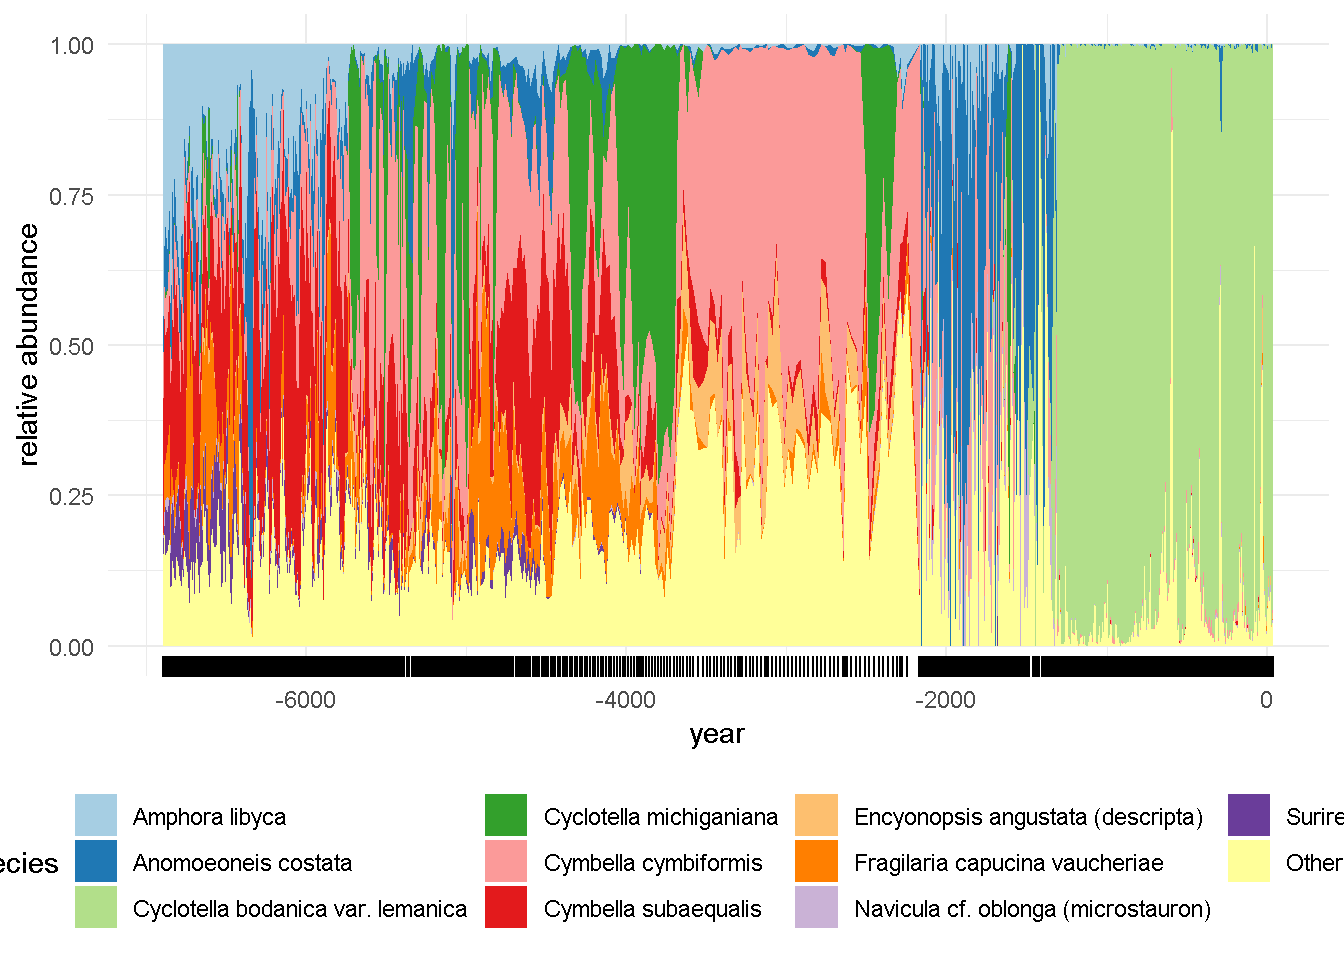 1.00
0.75
0.50
0.25
0.00
relative abundance
-6000 -4000 -2000 0
year
Amphora libyca Cyclotella michiganiana Encyonopsis angustata (descripta) Surire
ecies Anomoeoneis costata Cymbella cymbiformis Fragilaria capucina vaucheriae Other
Cyclotella bodanica var. lemanica Cymbella subaequalis Navicula cf. oblonga (microstauron)